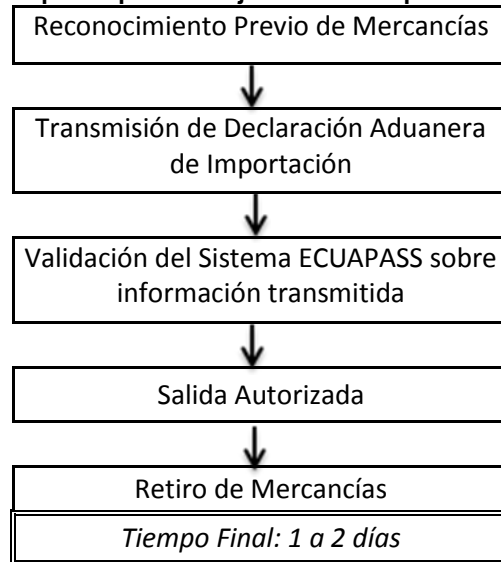 Reconocimiento Previo de Mercancías
Transmisión de Declaración Aduanera
de Importación
Validación del Sistema ECUAPASS sobre
información transmitida
Salida Autorizada
Retiro de Mercancías
Tiempo Final: 1 a 2 días